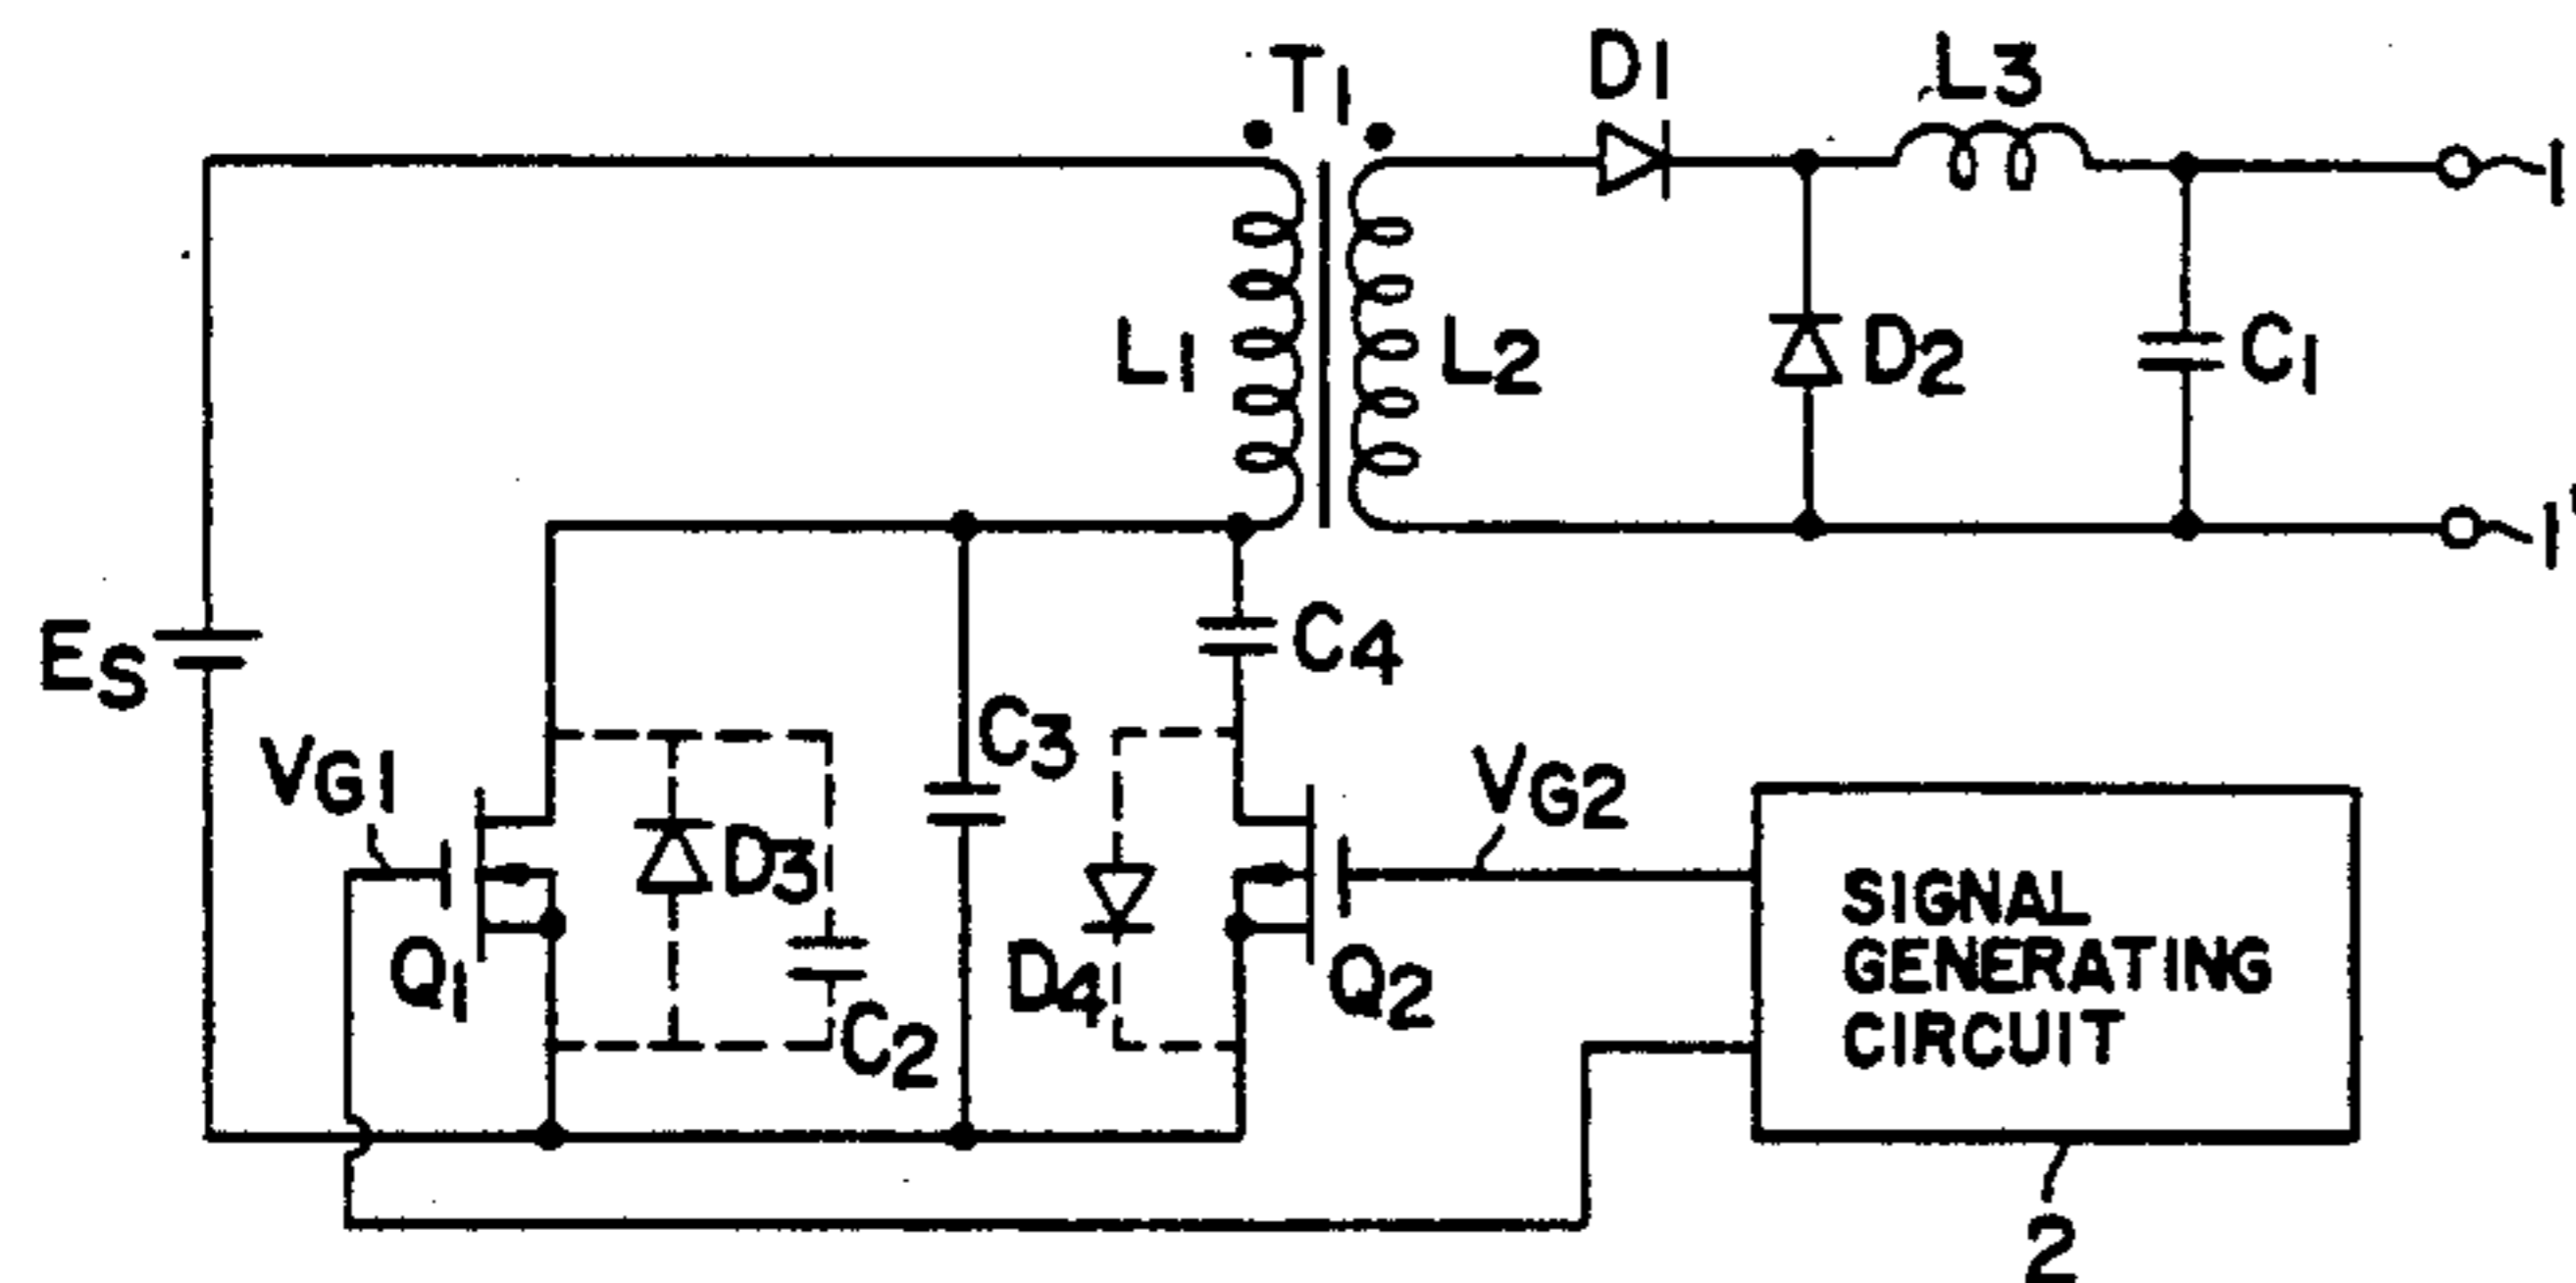 T1
D1
L3
1
L1
L2
D2
C1
1'
ES
C4
VG1
C3
VG2
D3
D4
Q1
Q2
C2
SIGNAL
GENERATING
CIRCUIT
2